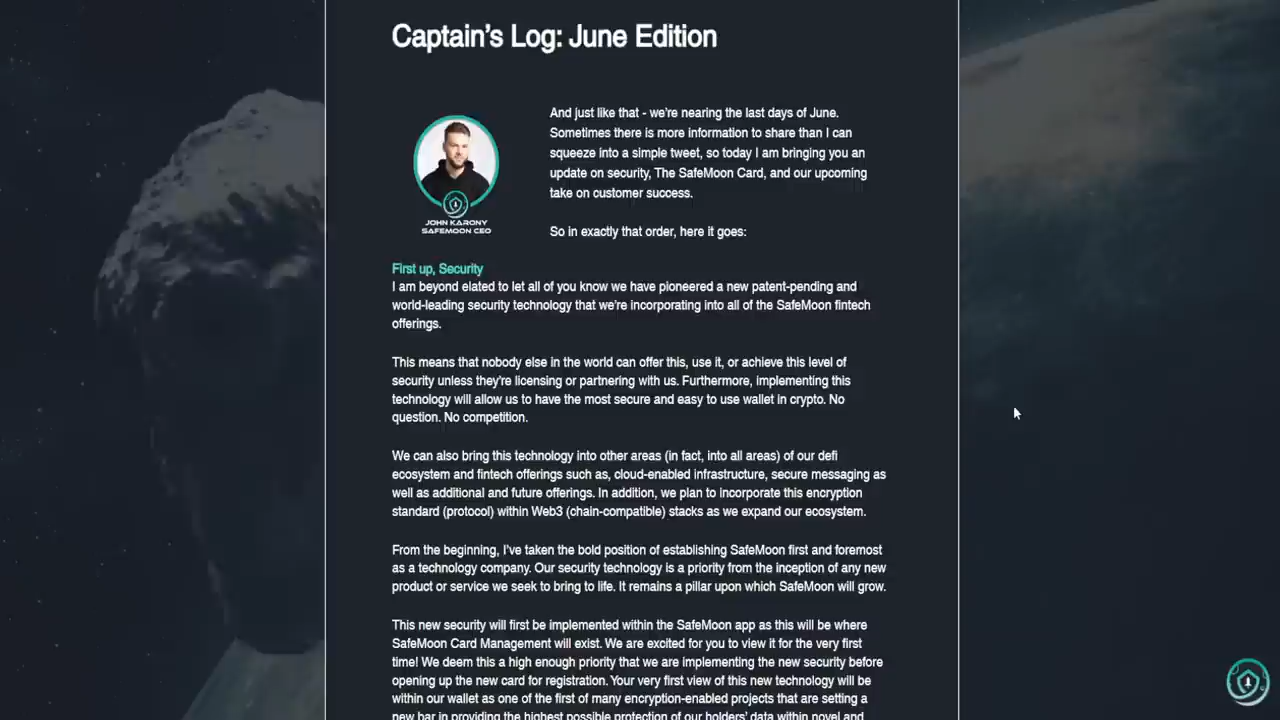 Captain's Log: June Edition
And just like that - we're nearing the last days of June.
Sometimes there is more information to share than I can
squeeze into a simple tweet, so today I am bringing you an
update on security, The SafeMoon Card, and our upcoming
take on customer success.
So in exactly that order, here it goes:
JOHN KARONY
SAFEMOON CEO
First up, Security
I am beyond elated to let all of you know we have pioneered a new patent-pending and
world-leading security technology that we're incorporating into all of the SafeMoon fintech
offerings.
This means that nobody else in the world can offer this, use it, or achieve this level of
security unless they're licensing or partnering with us. Furthermore, implementing this
technology will allow us to have the most secure and easy to use wallet in crypto. No
question. No competition.
We can also bring this technology into other areas (in fact, into all areas) of our defi
ecosystem and fintech offerings such as, cloud-enabled infrastructure, secure messaging as
well as additional and future offerings. In addition, we plan to incorporate this encryption
standard (protocol) within Web3 (chain-compatible) stacks as we expand our ecosystem.
From the beginning, I've taken the bold position of establishing SafeMoon first and foremost
as a technology company. Our security technology is a priority from the inception of any new
product or service we seek to bring to life. It remains a pillar upon which SafeMoon will grow.
This new security will first be implemented within the SafeMoon app as this will be where
SafeMoon Card Management will exist. We are excited for you to view it for the very first
time! We deem this a high enough priority that we are implementing the new security before
opening up the new card for registration. Your very first view of this new technology will be
within our wallet as one of the first of many encryption-enabled projects that are setting a
new bar in providing the highest possible protection of our holders' data within novel and